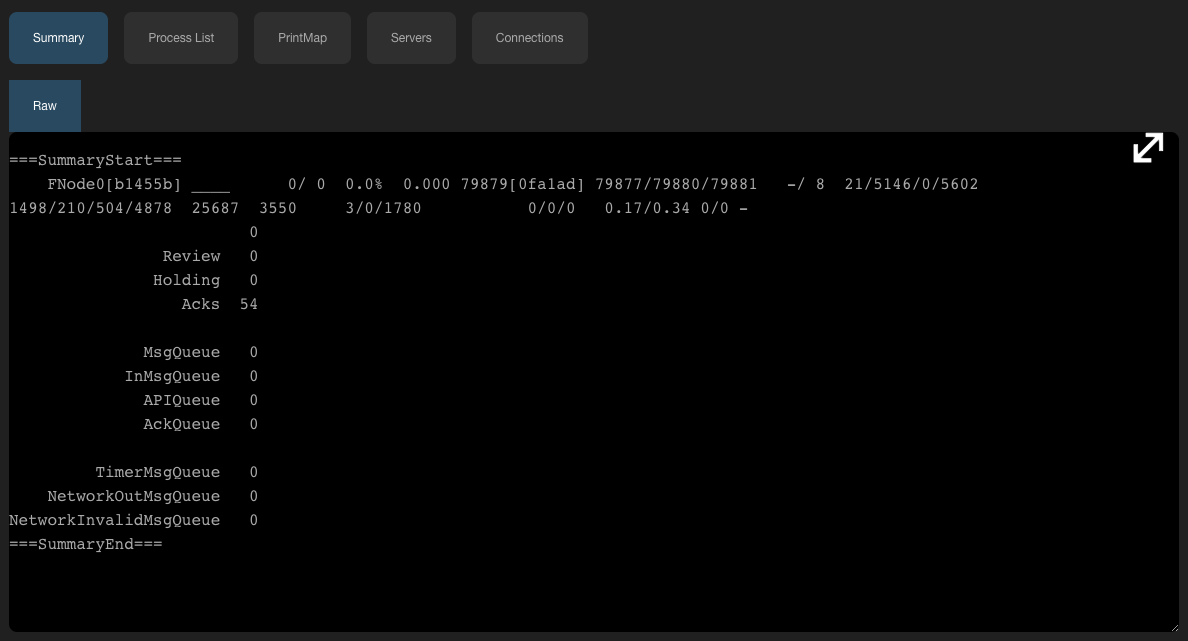 Summary Process List PrintMap Servers Connections
Raw
===SummaryStart===
FNode0[b1455b] ____ 0/ 0 0.0% 0.000 79879[0fa1ad] 79877/79880/79881 -/ 8 21/5146/0/5602
1498/210/504/4878 25687 3550 3/0/1780 0/0/0 0.17/0.34 0/0 -
0
Review 0
Holding 0
Acks 54
MsgQueue 0
InMsgQueue 0
APIQueue 0
AckQueue 0
TimerMsgQueue 0
NetworkOutMsgQueue 0
NetworkInvalidMsgQueue 0
===SummaryEnd===